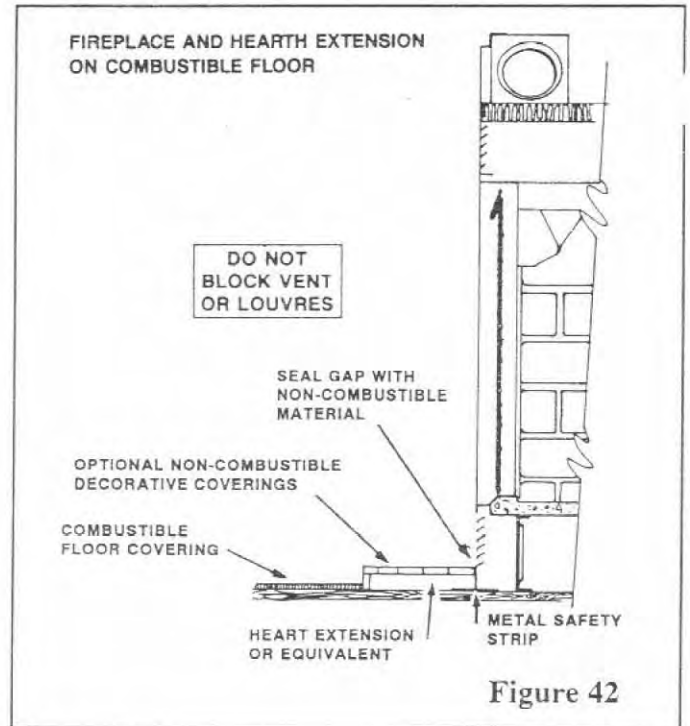 FIREPLACE AND HEARTH EXTENSION
ON COMBUSTIBLE FLOOR
DO NOT
BLOCK VENT
OR LOUVRES
SEAL GAP WITH
NON-COMBUSTIBLE
MATERIAL
OPTIONAL NON-COMBUSTIBLE
DECORATIVE COVERINGS
COMBUSTIBLE
FLOOR COVERING
HEART EXTENSION
OR EQUIVALENT
METAL SAFETY
STRIP
Figure 42